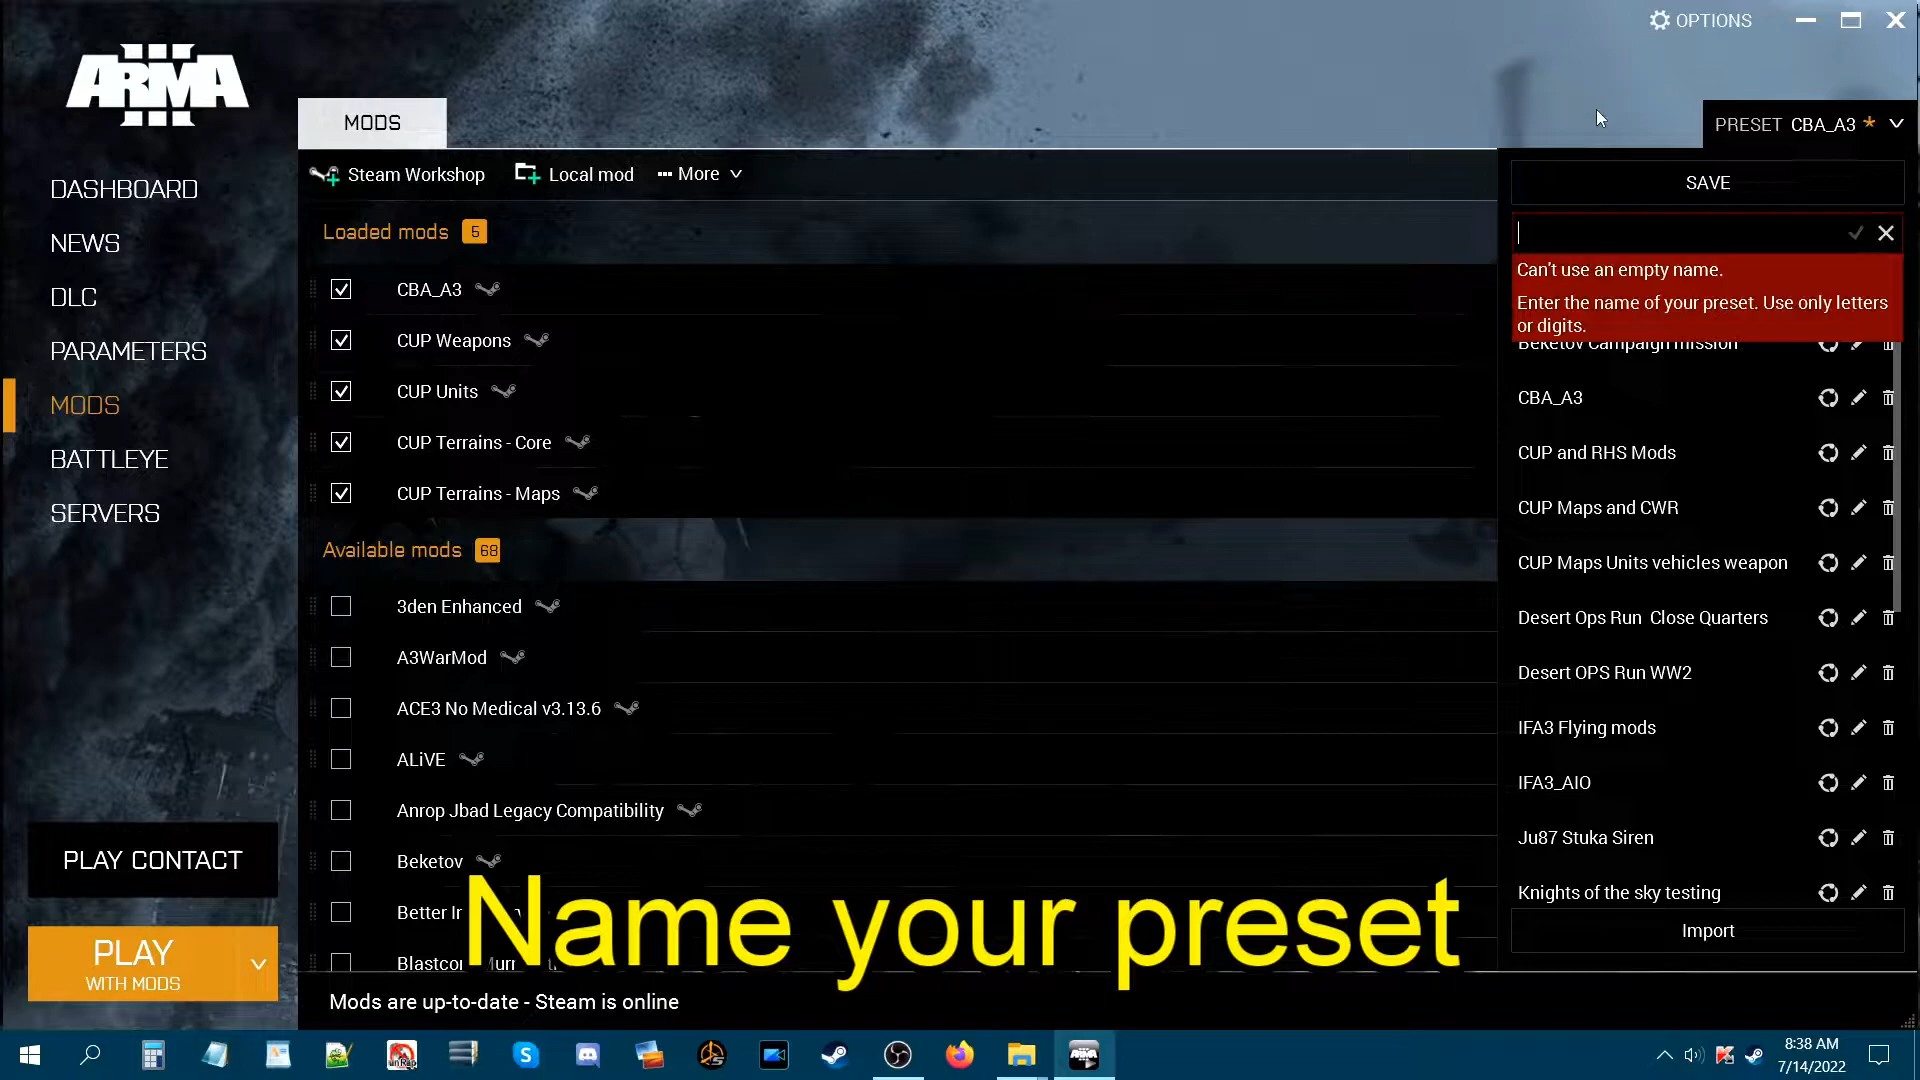 OPTIONS
ARMA III
MODS
PRESET CBA_A3 *
DASHBOARD
NEWS
DLC
PARAMETERS
MODS
BATTLEYE
SERVERS
PLAY CONTACT
PLAY
WITH MODS
Steam Workshop
Local mod
More
Loaded mods 5
CBA_A3
CUP Weapons
CUP Units
CUP Terrains - Core
CUP Terrains - Maps
Available mods 68
3den Enhanced
A3WarMod
ACE3 No Medical v3.13.6
ALiVE
Anrop Jbad Legacy Compatibility
Beketov
Better
Name your preset
Mods are up-to-date - Steam is online
SAVE
Can't use an empty name.
Enter the name of your preset. Use only letters
or digits.
Beketov Campaign mission
CBA_A3
CUP and RHS Mods
CUP Maps and CWR
CUP Maps Units vehicles weapon
Desert Ops Run Close Quarters
Desert OPS Run WW2
IFA3 Flying mods
IFA3_AIO
Ju87 Stuka Siren
Knights of the sky testing
Import
8:38 AM
7/14/2022